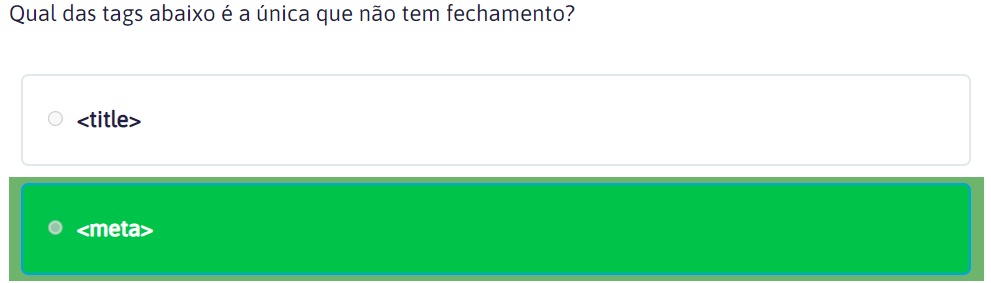 Qual das tags abaixo é a única que não tem fechamento?
<title>
<meta>